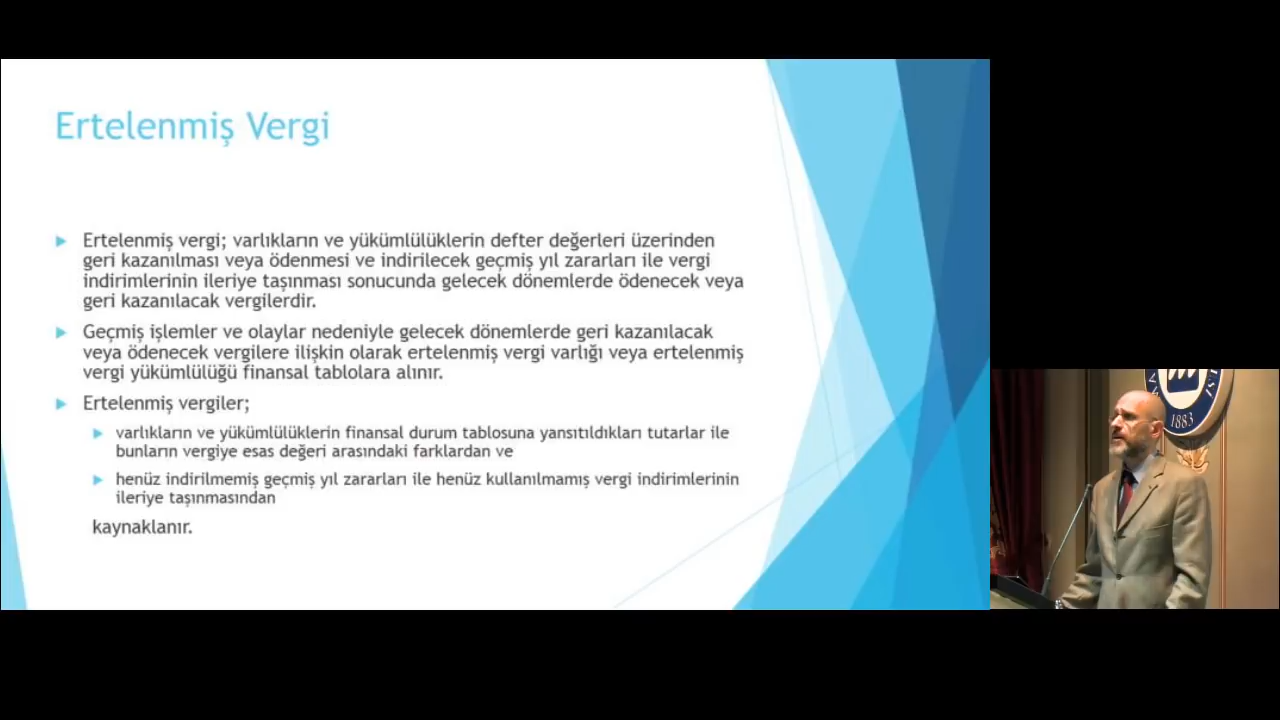 Ertelenmiş Vergi
Ertelenmiş vergi; varlıkların ve yükümlülüklerin defter değerleri üzerinden
geri kazanılması veya ödenmesi ve indirilecek geçmiş yıl zararları ile vergi
indirimlerinin ileriye taşınması sonucunda gelecek dönemlerde ödenecek veya
geri kazanılacak vergilerdir.
Geçmiş işlemler ve olaylar nedeniyle gelecek dönemlerde geri kazanılacak
veya ödenecek vergilere ilişkin olarak ertelenmiş vergi varlığı veya ertelenmiş
vergi yükümlülüğü finansal tablolara alınır.
Ertelenmiş vergiler;
varlıkların ve yükümlülüklerin finansal durum tablosuna yansıtıldıkları tutarlar ile
bunların vergiye esas değeri arasındaki farklardan ve
henüz indirilmemiş geçmiş yıl zararları ile henüz kullanılmamış vergi indirimlerinin
ileriye taşınmasından
kaynaklanır.
1883